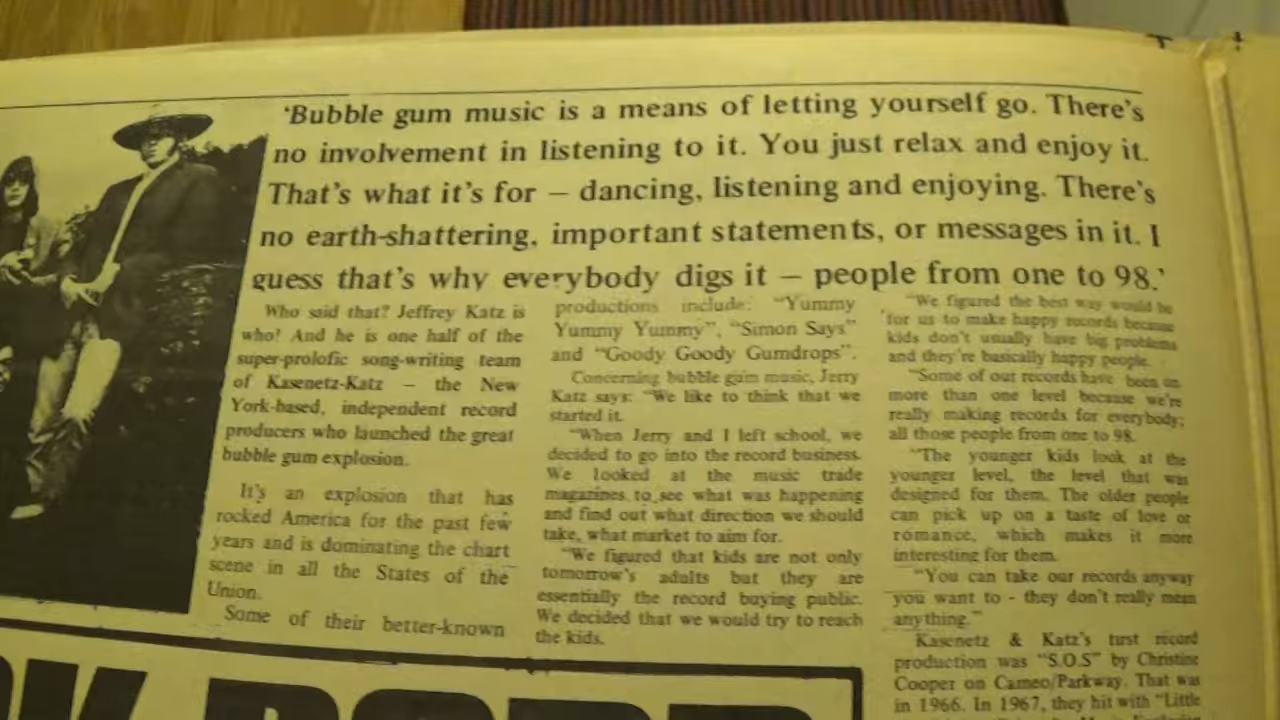 'Bubble gum music is a means of letting yourself go. There's
no involvement in listening to it. You just relax and enjoy it.
That's what it's for — dancing, listening and enjoying. There's
no earth-shattering, important statements, or messages in it. I
guess that's why everybody digs it — people from one to 98.'
Who said that? Jeffrey Katz is
who! And he is one half of the
super-prolofic song-writing team
of Kasenetz-Katz — the New
York-based, independent record
producers who launched the great
bubble gum explosion.
It's an explosion that has
rocked America for the past few
years and is dominating the chart
scene in all the States of the
Union.
Some of their better-known
productions include: "Yummy
Yummy Yummy", "Simon Says"
and "Goody Goody Gumdrops".
Concerning bubble gum music, Jerry
Katz says: "We like to think that we
started it.
"When Jerry and I left school, we
decided to go into the record business.
We looked at the music trade
magazines to see what was happening
and find out what direction we should
take, what market to aim for.
"We figured that kids are not only
tomorrow's adults but they are
essentially the record buying public.
We decided that we would try to reach
the kids.
"We figured the best way would be
for us to make happy records because
kids don't usually have big problems
and they're basically happy people.
"Some of our records have been on
more than one level because we're
really making records for everybody;
all those people from one to 98.
"The younger kids look at the
younger level, the level that was
designed for them. The older people
can pick up on a taste of love or
romance, which makes it more
interesting for them.
"You can take our records anyway
you want to - they don't really mean
anything."
Kasenetz & Katz's first record
production was "S.O.S" by Christine
Cooper on Cameo/Parkway. That was
in 1966. In 1967, they hit with "Little